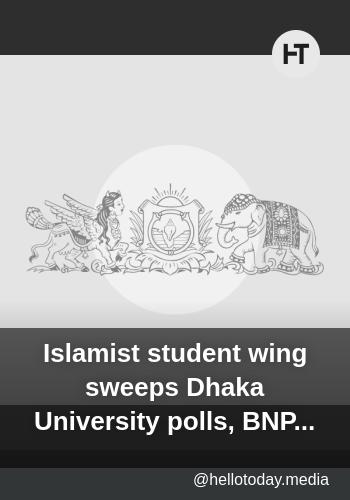 HT
Islamist student wing
sweeps Dhaka
University polls, BNP...
@hellotoday.media